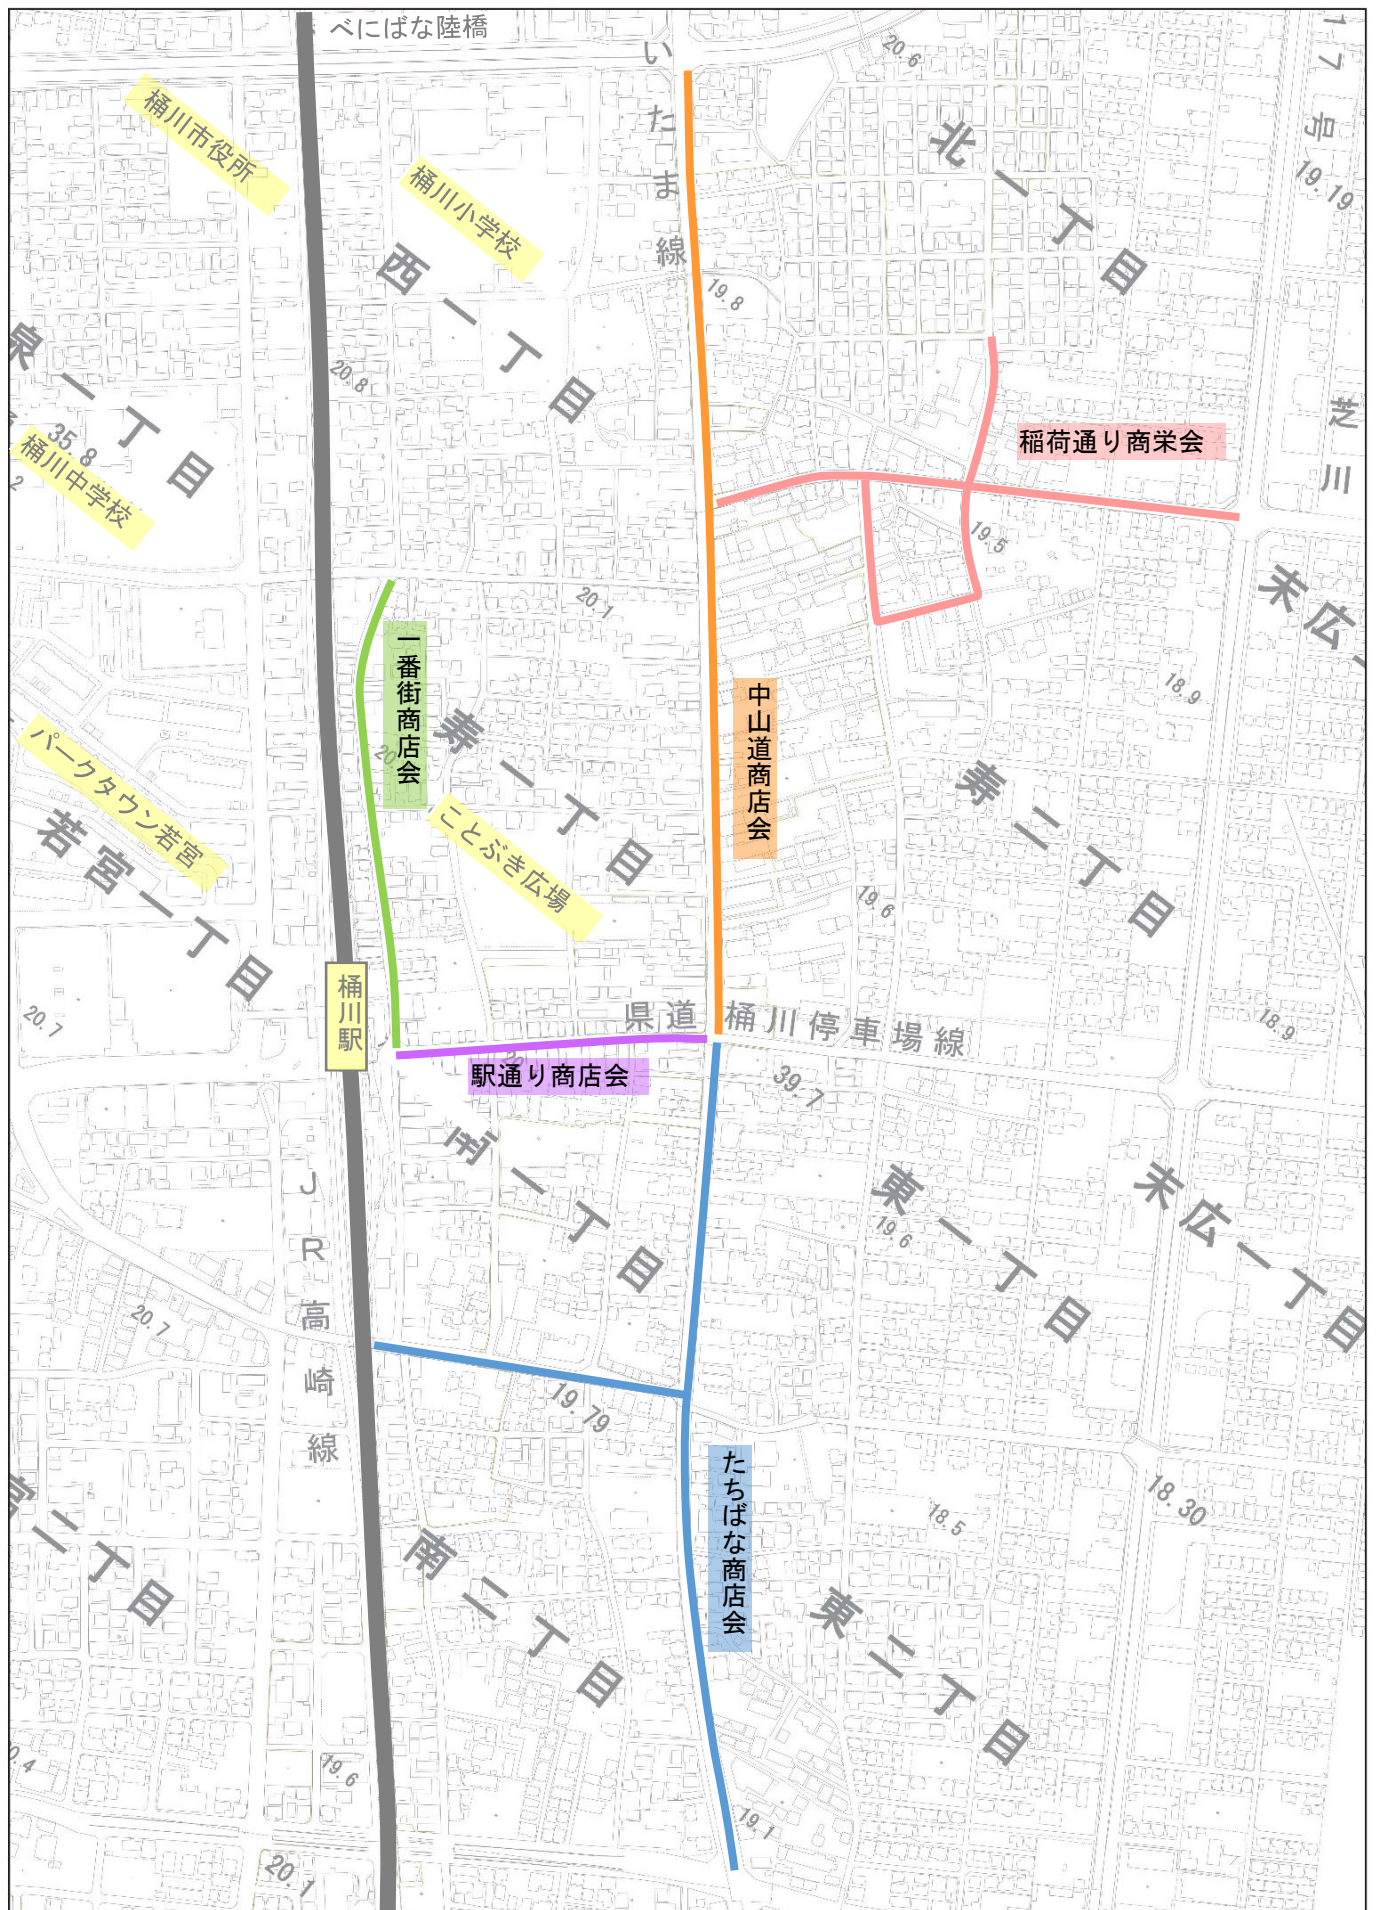 べにばな陸橋
いたま線
20.6
17号
桶川市役所
北一丁目
19.19
桶川小学校
西一丁目
19.8
泉一丁目
20.8
芝川
35.8
稲荷通り商栄会
桶川中学校
2
19.5
20.1
末広
一番街商店会
18.9
中山道商店会
寿一丁目
パークタウン若宮
寿二丁目
ことぶき広場
若宮一丁目
19.6
桶川駅
20.7
県道 桶川停車場線
18.9
駅通り商店会
39.7
南一丁目
東一丁目
末広一丁目
JR高崎線
19.6
20.7
19.79
たちばな商店会
宮二丁目
18.30
18.5
南二丁目
東二丁目
0.4
19.6
19.1
20.1